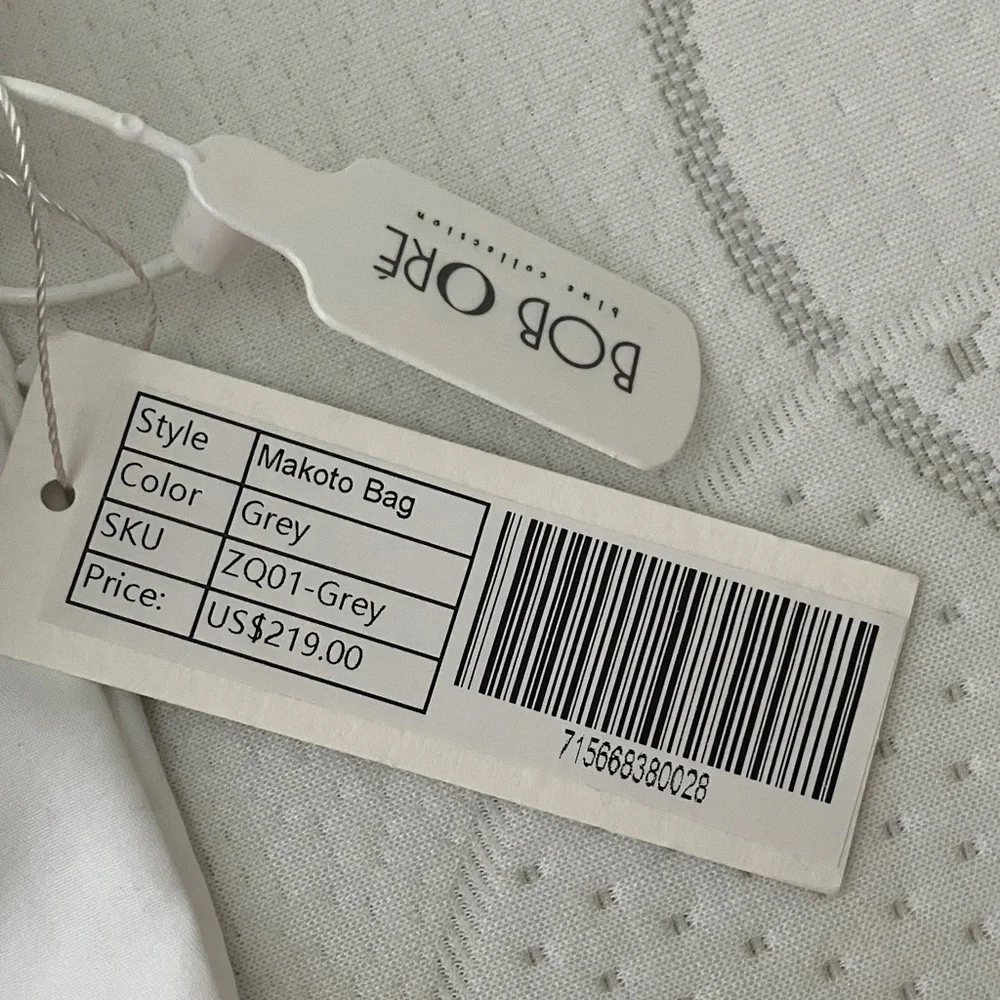 BOB ORÉ
blue collection
Style Makoto Bag
Color Grey
SKU ZQ01-Grey
Price: US$219.00
715668380028